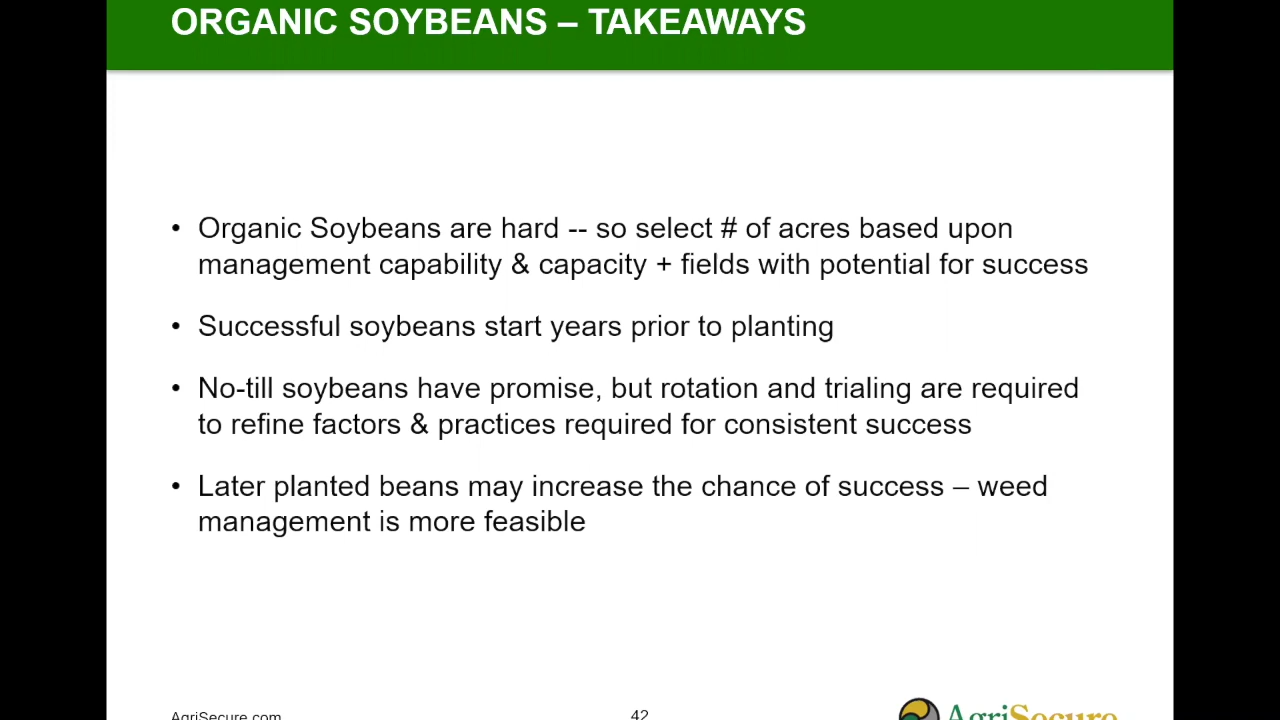 ORGANIC SOYBEANS – TAKEAWAYS
• Organic Soybeans are hard -- so select # of acres based upon
management capability & capacity + fields with potential for success
• Successful soybeans start years prior to planting
• No-till soybeans have promise, but rotation and trialing are required
to refine factors & practices required for consistent success
• Later planted beans may increase the chance of success – weed
management is more feasible
AgriSecure.com
42
AgriSecure